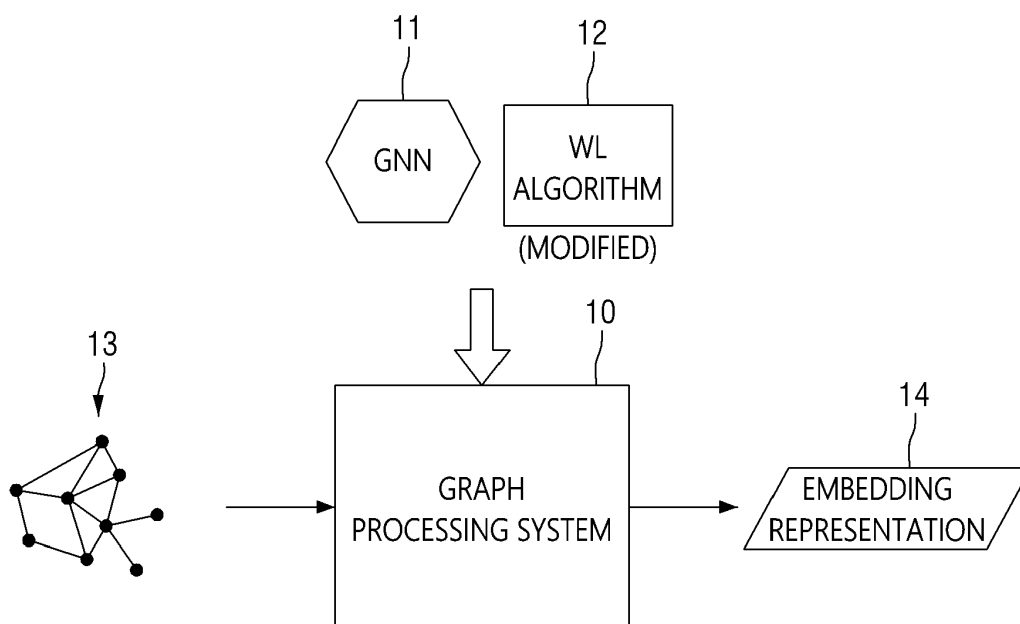 11
12
GNN
WL
ALGORITHM
(MODIFIED)
10
13
14
GRAPH
PROCESSING SYSTEM
EMBEDDING
REPRESENTATION